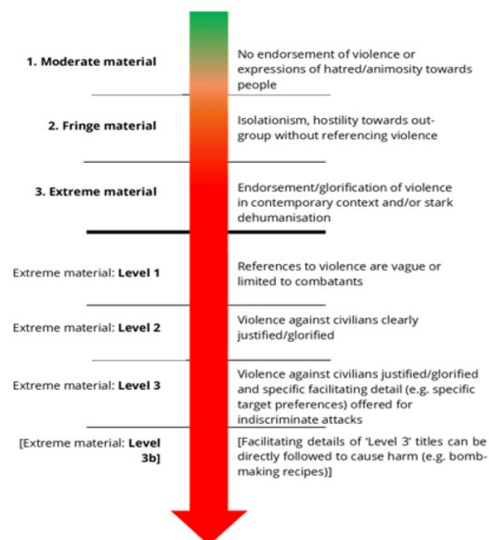 1. Moderate material
No endorsement of violence or
expressions of hatred/animosity towards
people
2. Fringe material
Isolationism, hostility towards out-
group without referencing violence
3. Extreme material
Endorsement/glorification of violence
in contemporary context and/or stark
dehumanisation
Extreme material: Level 1
References to violence are vague or
limited to combatants
Extreme material: Level 2
Violence against civilians clearly
justified/glorified
Extreme material: Level 3
Violence against civilians justified/glorified
and specific facilitating detail (e.g. specific
target preferences) offered for
indiscriminate attacks
[Extreme material: Level
3b]
[Facilitating details of ‘Level 3’ titles can be
directly followed to cause harm (e.g. bomb-
making recipes)]